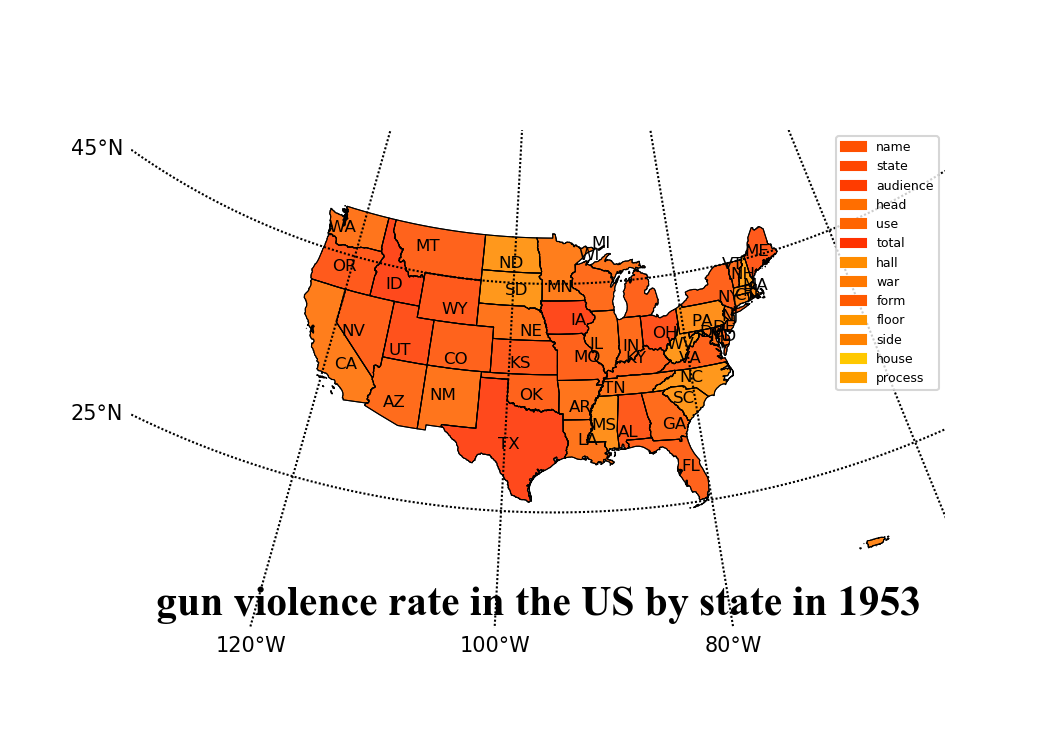 45°N
name
state
audience
head
use
total
hall
war
form
floor
side
house
process
MI
WA
MT
ME
WI
OR
ND
VT
NH
ID
SD
MN
MA
WY
IA
NY
CT
NV
NE
PA
NJ
UT
CO
KS
MO
IL
IN
OH
WV
MD
CA
KY
VA
AZ
NM
OK
TN
NC
AR
SC
25°N
TX
LA
MS
AL
GA
FL
gun violence rate in the US by state in 1953
120°W
100°W
80°W